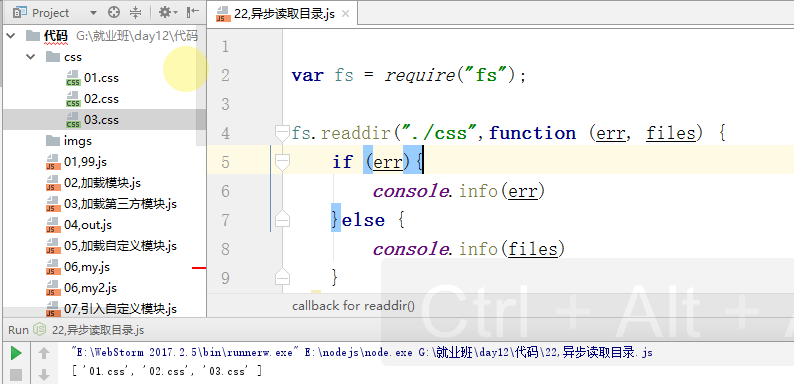 Project
22,异步读取目录.js
代码 G:\就业班\day12\代码
css
01.css
02.css
03.css
imgs
01,99.js
02,加载模块.js
03,加载第三方模块.js
04,out.js
05,加载自定义模块.js
06,my.js
06,my2.js
07,引入自定义模块.js
1
2 var fs = require("fs");
3
4 fs.readdir("./css",function (err, files) {
5 if (err){
6 console.info(err)
7 }else {
8 console.info(files)
9 }
callback for readdir()
Ctrl + Alt + A
Run 22,异步读取目录.js
"E:\WebStorm 2017.2.5\bin\runnerw.exe" E:\nodejs\node.exe G:\就业班\day12\代码\22,异步读取目录.js
[ '01.css', '02.css', '03.css' ]